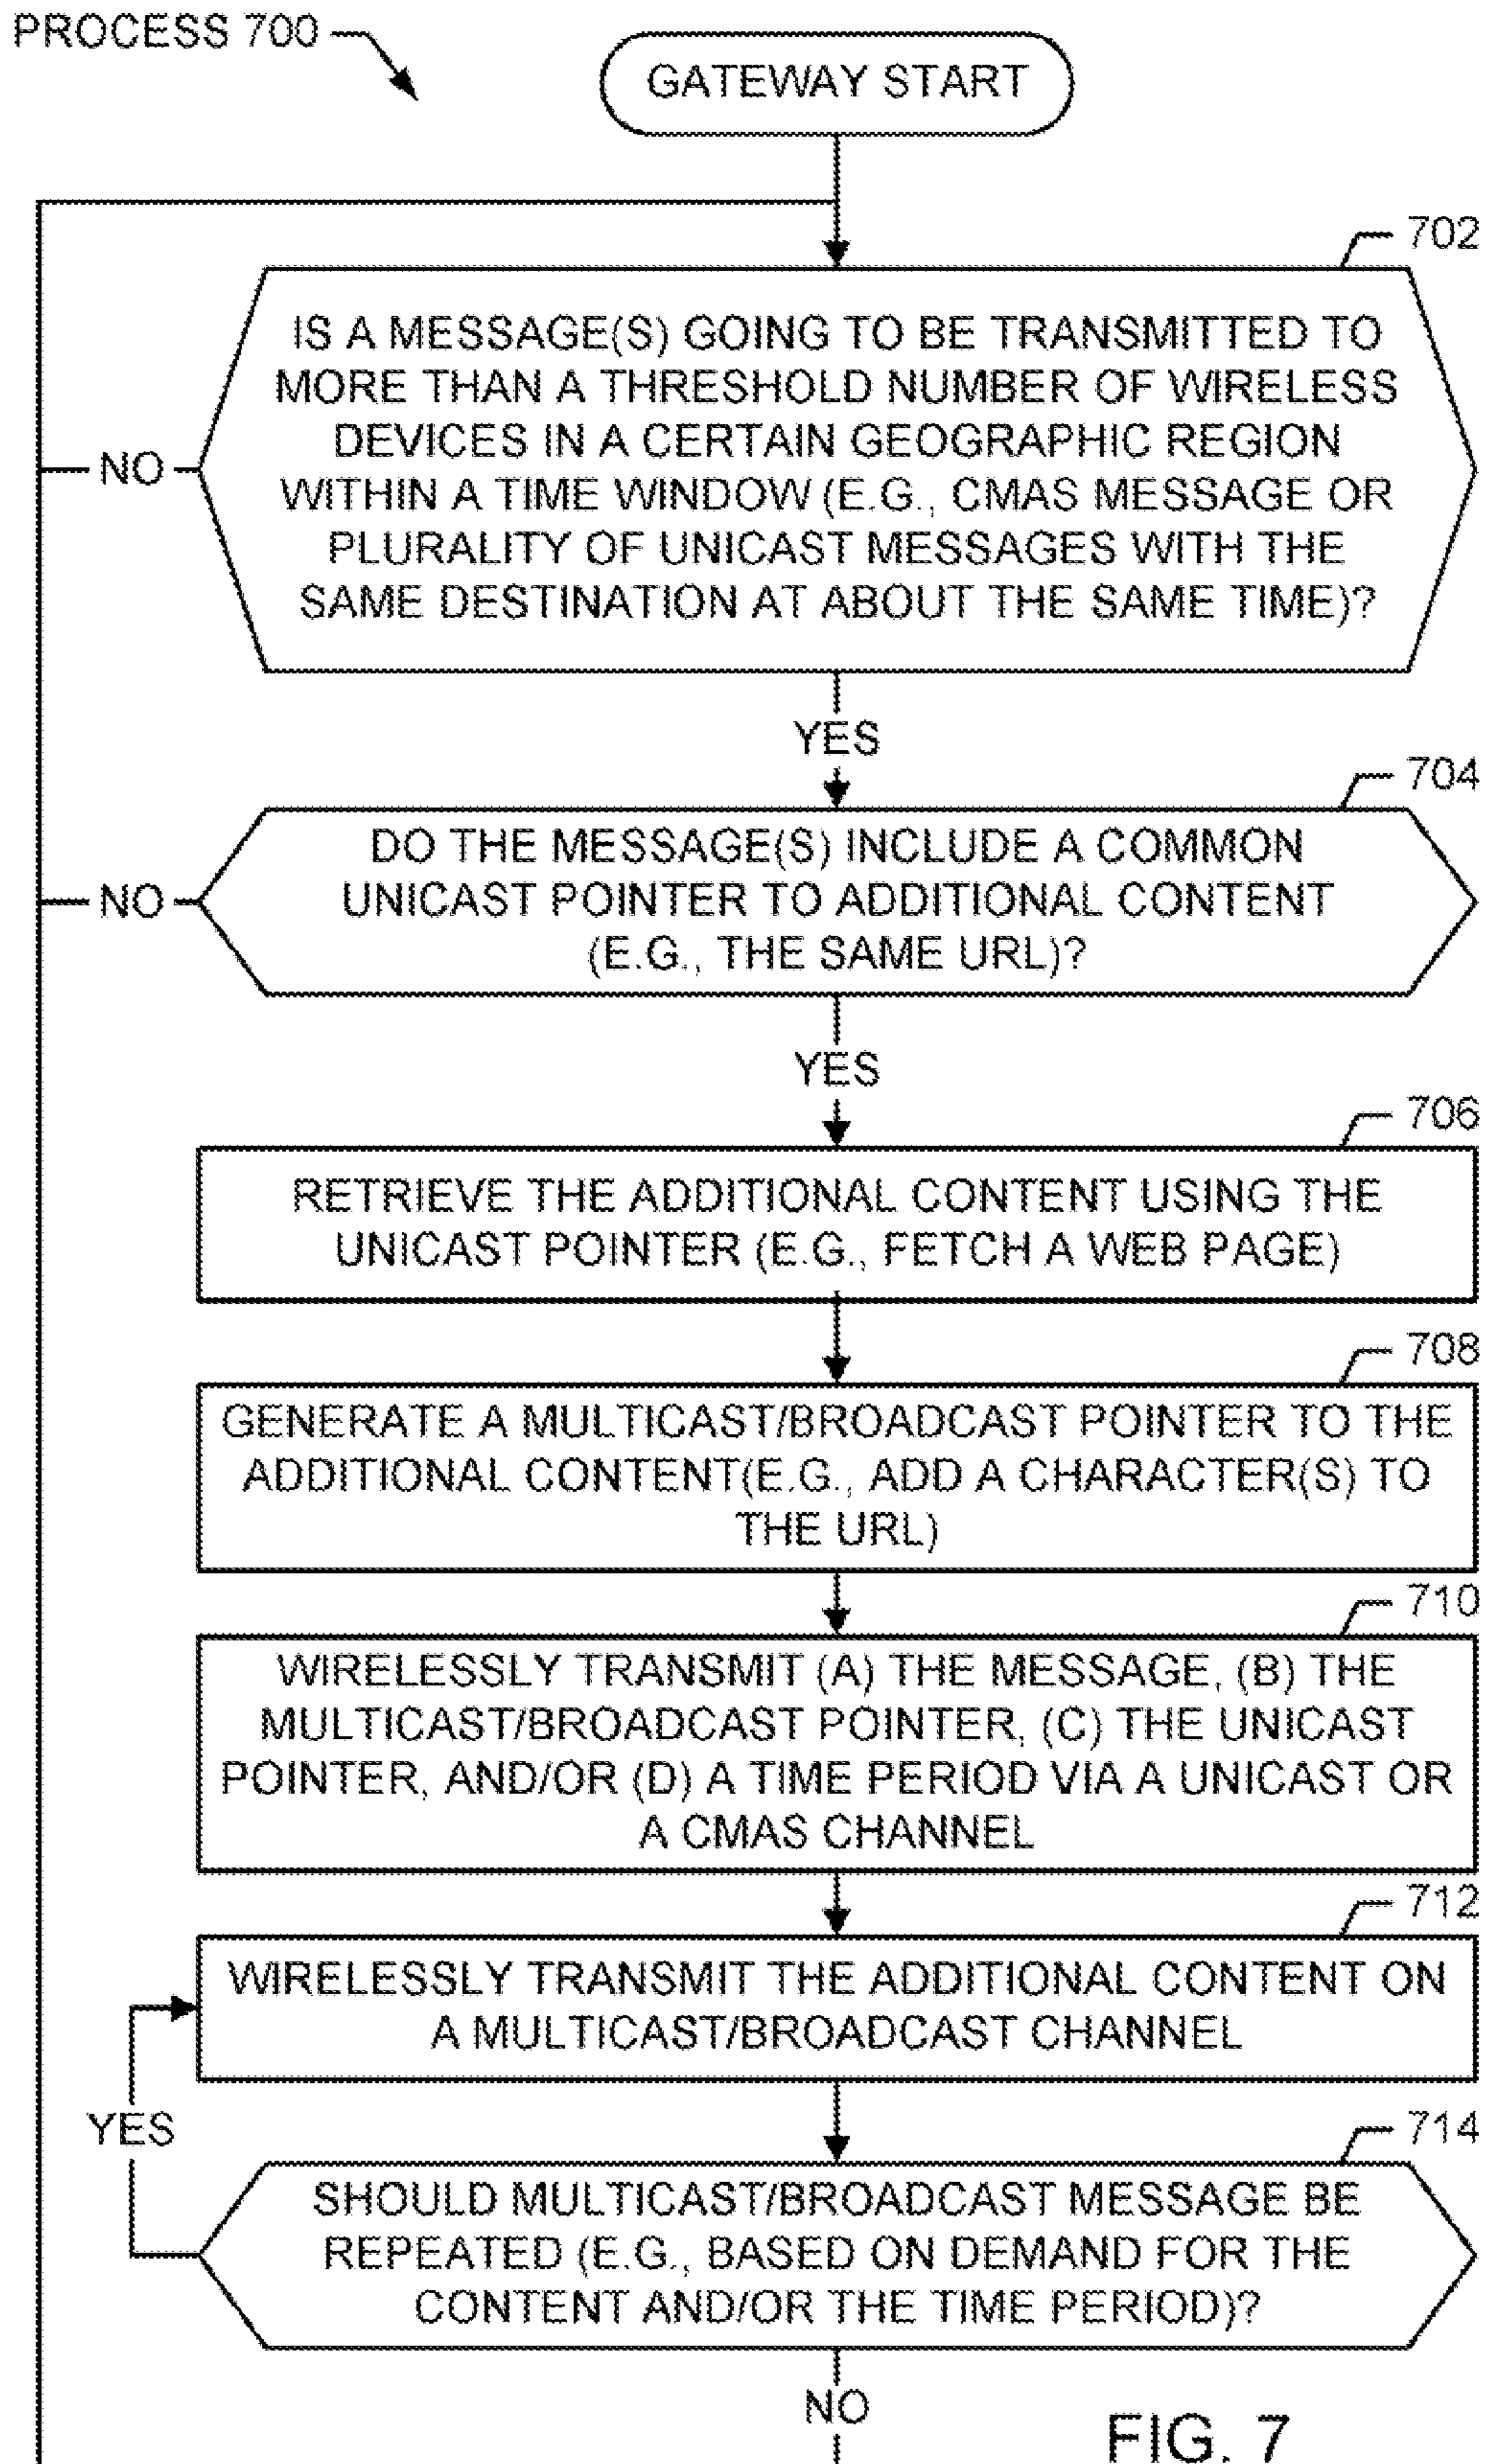 PROCESS 700
GATEWAY START
702
IS A MESSAGE(S) GOING TO BE TRANSMITTED TO
MORE THAN A THRESHOLD NUMBER OF WIRELESS
DEVICES IN A CERTAIN GEOGRAPHIC REGION
WITHIN A TIME WINDOW (E.G., CMAS MESSAGE OR
PLURALITY OF UNICAST MESSAGES WITH THE
SAME DESTINATION AT ABOUT THE SAME TIME)?
NO
YES
704
DO THE MESSAGE(S) INCLUDE A COMMON
UNICAST POINTER TO ADDITIONAL CONTENT
(E.G., THE SAME URL)?
NO
YES
706
RETRIEVE THE ADDITIONAL CONTENT USING THE
UNICAST POINTER (E.G., FETCH A WEB PAGE)
708
GENERATE A MULTICAST/BROADCAST POINTER TO THE
ADDITIONAL CONTENT(E.G., ADD A CHARACTER(S) TO
THE URL)
710
WIRELESSLY TRANSMIT (A) THE MESSAGE, (B) THE
MULTICAST/BROADCAST POINTER, (C) THE UNICAST
POINTER, AND/OR (D) A TIME PERIOD VIA A UNICAST OR
A CMAS CHANNEL
712
WIRELESSLY TRANSMIT THE ADDITIONAL CONTENT ON
A MULTICAST/BROADCAST CHANNEL
YES
714
SHOULD MULTICAST/BROADCAST MESSAGE BE
REPEATED (E.G., BASED ON DEMAND FOR THE
CONTENT AND/OR THE TIME PERIOD)?
NO
FIG. 7